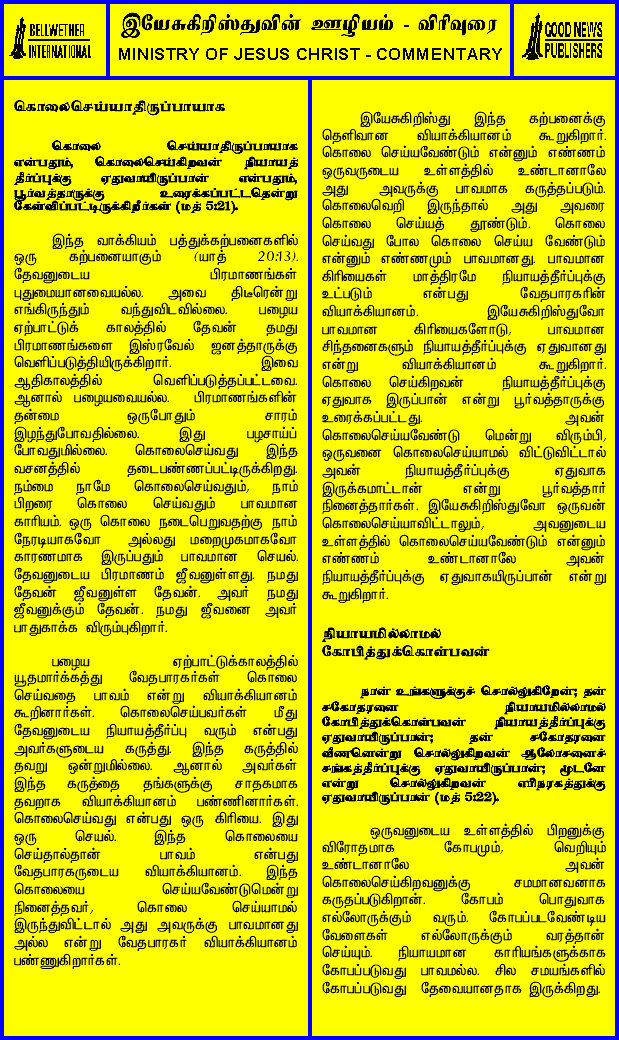 BELLWETHER
INTERNATIONAL
இயேசுகிறிஸ்துவின் ஊழியம் - விரிவுரை
MINISTRY OF JESUS CHRIST - COMMENTARY
GOOD NEWS
PUBLISHERS
கொலைசெய்யாதிருப்பாயாக
கொலை செய்யாதிருப்பாயாக
என்பதும், கொலைசெய்கிறவன் நியாயத்
தீர்ப்புக்கு ஏதுவாயிருப்பான் என்பதும்,
பூர்வத்தாருக்கு உரைக்கப்பட்டதென்று
கேள்விப்பட்டிருக்கிறீர்கள் (மத் 5:21).
இந்த வாக்கியம் பத்துக்கற்பனைகளில்
ஒரு கற்பனையாகும் (யாத் 20:13).
தேவனுடைய பிரமாணங்கள்
புதுமையானவையல்ல. அவை திடீரென்று
எங்கிருந்தும் வந்துவிடவில்லை. பழைய
ஏற்பாட்டுக் காலத்தில் தேவன் தமது
பிரமாணங்களை இஸ்ரவேல் ஜனத்தாருக்கு
வெளிப்படுத்தியிருக்கிறார். இவை
ஆதிகாலத்தில் வெளிப்படுத்தப்பட்டவை.
ஆனால் பழையவையல்ல. பிரமாணங்களின்
தன்மை ஒருபோதும் சாரம்
இழந்துபோவதில்லை. இது பழசாய்ப்
போவதுமில்லை. கொலைசெய்வது இந்த
வசனத்தில் தடைபண்ணப்பட்டிருக்கிறது.
நம்மை நாமே கொலைசெய்வதும், நாம்
பிறரை கொலை செய்வதும் பாவமான
காரியம். ஒரு கொலை நடைபெறுவதற்கு நாம்
நேரடியாகவோ அல்லது மறைமுகமாகவோ
காரணமாக இருப்பதும் பாவமான செயல்.
தேவனுடைய பிரமாணம் ஜீவனுள்ளது. நமது
தேவன் ஜீவனுள்ள தேவன். அவர் நமது
ஜீவனுக்கும் தேவன். நமது ஜீவனை அவர்
பாதுகாக்க விரும்புகிறார்.
பழைய ஏற்பாட்டுக்காலத்தில்
யூதமார்க்கத்து வேதபாரகர்கள் கொலை
செய்வதை பாவம் என்று வியாக்கியானம்
கூறினார்கள். கொலைசெய்பவர்கள் மீது
தேவனுடைய நியாயத்தீர்ப்பு வரும் என்பது
அவர்களுடைய கருத்து. இந்த கருத்தில்
தவறு ஒன்றுமில்லை. ஆனால் அவர்கள்
இந்த கருத்தை தங்களுக்கு சாதகமாக
தவறாக வியாக்கியானம் பண்ணினார்கள்.
கொலைசெய்வது என்பது ஒரு கிரியை. இது
ஒரு செயல். இந்த கொலையை
செய்தால்தான் பாவம் என்பது
வேதபாரகருடைய வியாக்கியானம். இந்த
கொலையை செய்யவேண்டுமென்று
நினைத்தவர், கொலை செய்யாமல்
இருந்துவிட்டால் அது அவருக்கு பாவமானது
அல்ல என்று வேதபாரகர் வியாக்கியானம்
பண்ணுகிறார்கள்.
இயேசுகிறிஸ்து இந்த கற்பனைக்கு
தெளிவான வியாக்கியானம் கூறுகிறார்.
கொலை செய்யவேண்டும் என்னும் எண்ணம்
ஒருவருடைய உள்ளத்தில் உண்டானாலே
அது அவருக்கு பாவமாக கருத்தப்படும்.
கொலைவெறி இருந்தால் அது அவரை
கொலை செய்யத் தூண்டும். கொலை
செய்வது போல கொலை செய்ய வேண்டும்
என்னும் எண்ணமும் பாவமானது. பாவமான
கிரியைகள் மாத்திரமே நியாயத்தீர்ப்புக்கு
உட்படும் என்பது வேதபாரகரின்
வியாக்கியானம். இயேசுகிறிஸ்துவோ
பாவமான கிரியைகளோடு, பாவமான
சிந்தனைகளும் நியாயத்தீர்ப்புக்கு ஏதுவானது
என்று வியாக்கியானம் கூறுகிறார்.
கொலை செய்கிறவன் நியாயத்தீர்ப்புக்கு
ஏதுவாக இருப்பான் என்று பூர்வத்தாருக்கு
உரைக்கப்பட்டது. அவன்
கொலைசெய்யவேண்டு மென்று விரும்பி,
ஒருவனை கொலைசெய்யாமல் விட்டுவிட்டால்
அவன் நியாயத்தீர்ப்புக்கு ஏதுவாக
இருக்கமாட்டான் என்று பூர்வத்தார்
நினைத்தார்கள். இயேசுகிறிஸ்துவோ ஒருவன்
கொலைசெய்யாவிட்டாலும், அவனுடைய
உள்ளத்தில் கொலைசெய்யவேண்டும் என்னும்
எண்ணம் உண்டானாலே அவன்
நியாயத்தீர்ப்புக்கு ஏதுவாகயிருப்பான் என்று
கூறுகிறார்.
நியாயமில்லாமல்
கோபித்துக்கொள்பவன்
நான் உங்களுக்குச் சொல்லுகிறேன்; தன்
சகோதரனை நியாயமில்லாமல்
கோபித்துக்கொள்பவன் நியாயத்தீர்ப்புக்கு
ஏதுவாயிருப்பான்; தன் சகோதரனை
வீணனென்று சொல்லுகிறவன் ஆலோசனைச்
சங்கத்தீர்ப்புக்கு ஏதுவாயிருப்பான்; மூடனே
என்று சொல்லுகிறவன் எரிநரகத்துக்கு
ஏதுவாயிருப்பான் (மத் 5:22).
ஒருவனுடைய உள்ளத்தில் பிறனுக்கு
விரோதமாக கோபமும், வெறியும்
உண்டானாலே அவன்
கொலைசெய்கிறவனுக்கு சமமானவனாக
கருதப்படுகிறான். கோபம் பொதுவாக
எல்லோருக்கும் வரும். கோபப்படவேண்டிய
வேளைகள் எல்லோருக்கும் வரத்தான்
செய்யும். நியாயமான காரியங்களுக்காக
கோபப்படுவது பாவமல்ல. சில சமயங்களில்
கோபப்படுவது தேவையானதாக இருக்கிறது.